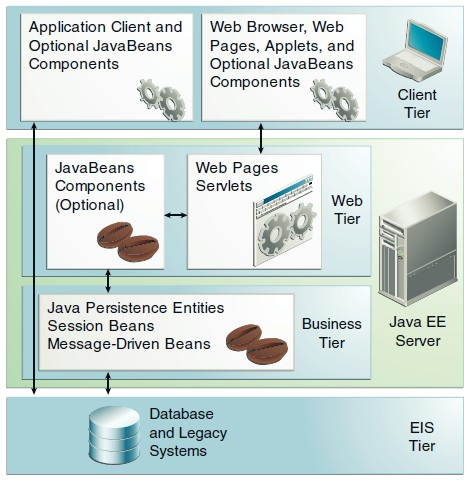 Application Client and
Optional JavaBeans
Components
Web Browser, Web
Pages, Applets, and
Optional JavaBeans
Components
Client
Tier
JavaBeans
Components
(Optional)
Web Pages
Servlets
Web
Tier
Java Persistence Entities
Session Beans
Message-Driven Beans
Business
Tier
Java EE
Server
Database
and Legacy
Systems
EIS
Tier